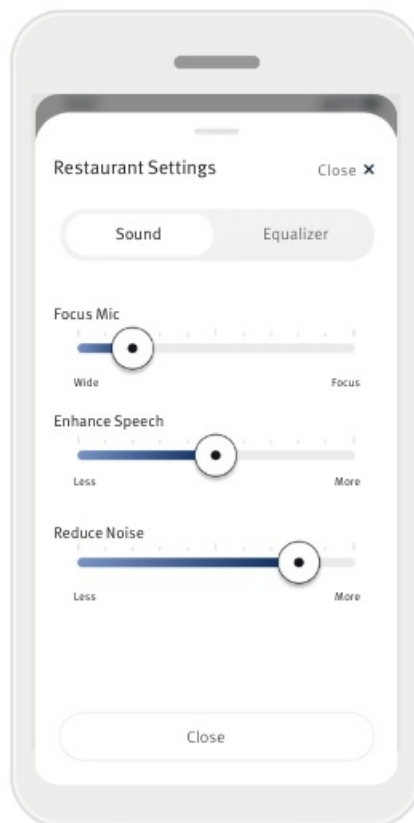 Restaurant Settings
Close ×
Sound
Equalizer
Focus Mic
Wide
Focus
Enhance Speech
Less
More
Reduce Noise
Less
More
Close